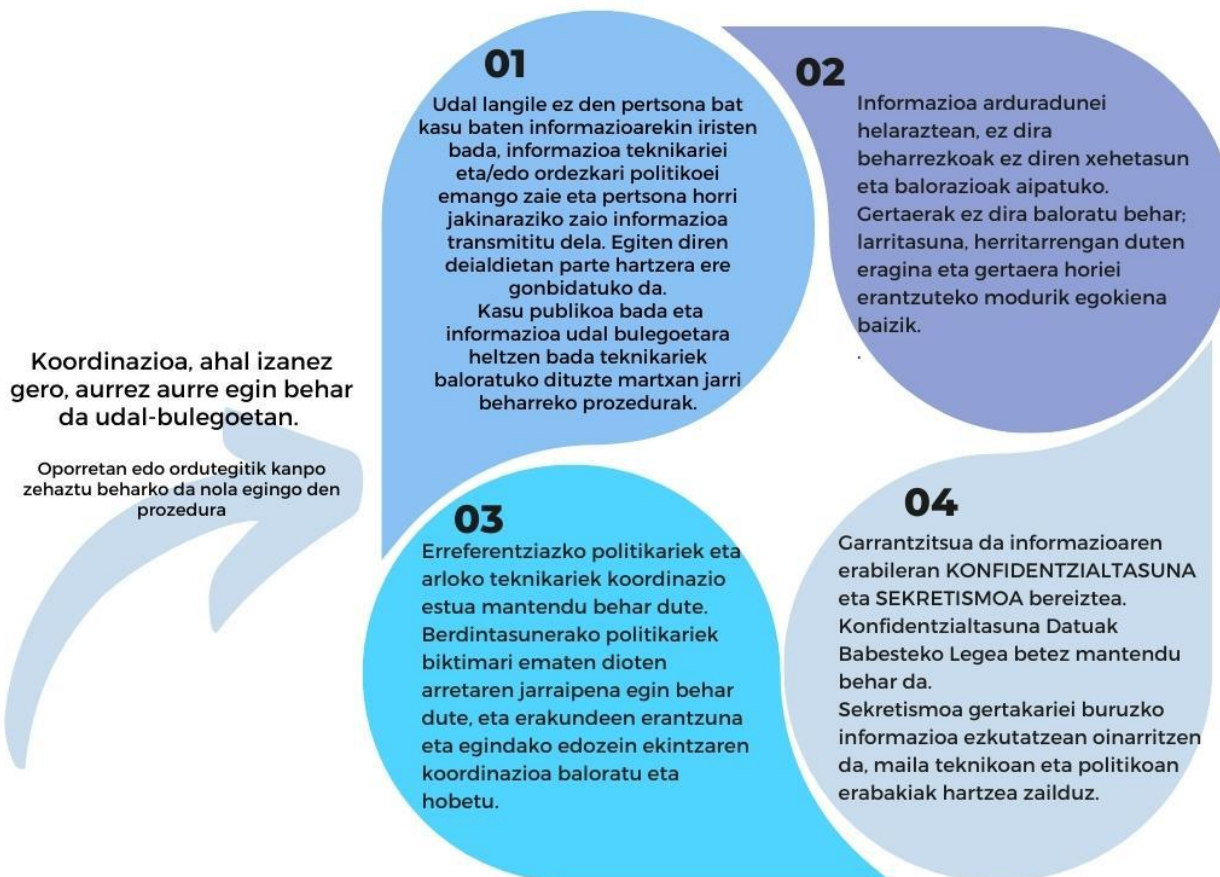 Koordinazioa, ahal izanez
gero, aurrez aurre egin behar
da udal-bulegoetan.
Oporretan edo ordutegitik kanpo
zehaztu beharko da nola egingo den
prozedura
01
Udal langile ez den pertsona bat
kasu baten informazioarekin iristen
bada, informazioa teknikariei
eta/edo ordezkari politikoei
emango zaie eta pertsona horri
jakinaraziko zaio informazioa
transmititu dela. Egiten diren
deialdietan parte hartzera ere
gonbidatuko da.
Kasu publikoa bada eta
informazioa udal bulegoetara
heltzen bada teknikariek
baloratuko dituzte martxan jarri
beharreko prozedurak.
02
Informazioa arduradunei
helaraztean, ez dira
beharrezkoak ez diren xehetasun
eta balorazioak aipatuko.
Gertaerak ez dira baloratu behar;
larritasuna, herritarrengan duten
eragina eta gertaera horiei
erantzuteko modurik egokiena
baizik.
.
03
Erreferentziazko politikariek eta
arloko teknikariek koordinazio
estua mantendu behar dute.
Berdintasunerako politikariek
biktimari ematen dioten
arretaren jarraipena egin behar
dute, eta erakundeen erantzuna
eta egindako edozein ekintzaren
koordinazioa baloratu eta
hobetu.
04
Garrantzitsua da informazioaren
erabileran KONFIDENTZIALTASUNA
eta SEKRETISMOA bereiztea.
Konfidentzialtasuna Datuak
Babesteko Legea betez mantendu
behar da.
Sekretismoa gertakariei buruzko
informazioa ezkutatzean oinarritzen
da, maila teknikoan eta politikoan
erabakiak hartzea zailduz.